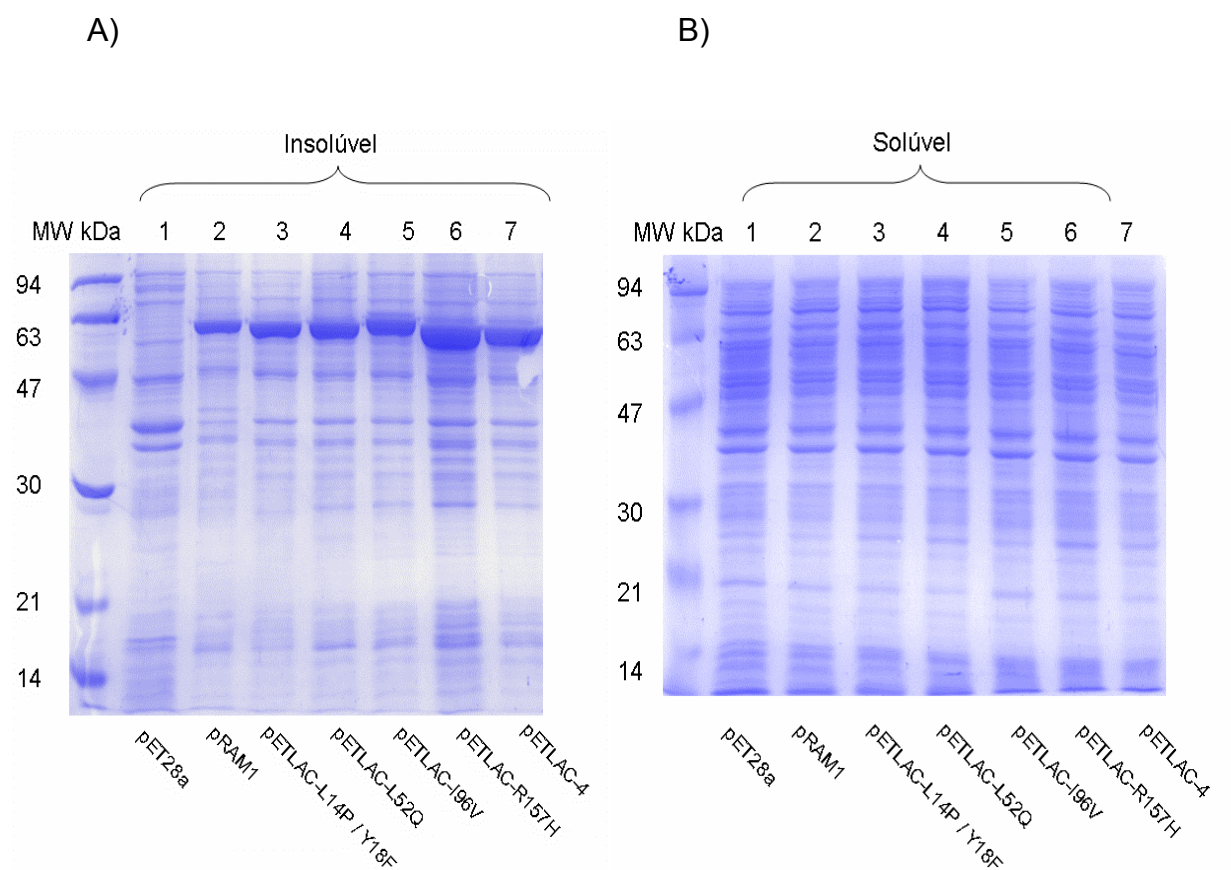 A)
Insolúvel
MW kDa 1 2 3 4 5 6 7
94
63
47
30
21
14
pET28a
pRAM1
pETLAC-L14P / Y18F
pETLAC-L52Q
pETLAC-I96V
pETLAC-R157H
pETLAC-4
B)
Solúvel
MW kDa 1 2 3 4 5 6 7
94
63
47
30
21
14
pET28a
pRAM1
pETLAC-L14P / Y18F
pETLAC-L52Q
pETLAC-I96V
pETLAC-R157H
pETLAC-4